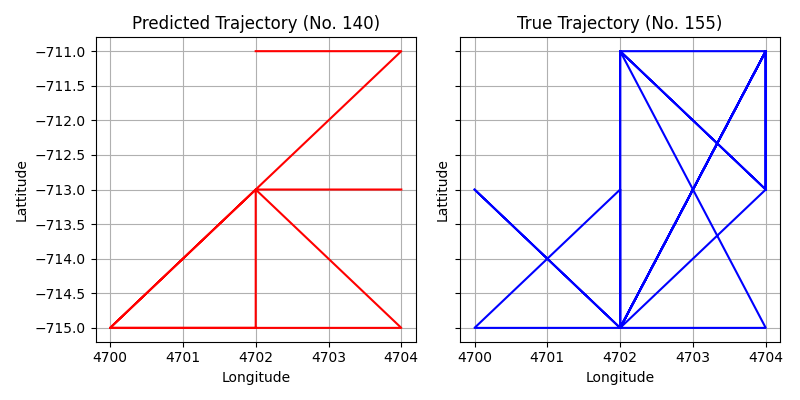 Predicted Trajectory (No. 140)
True Trajectory (No. 155)
−711.0
−711.5
−712.0
−712.5
−713.0
−713.5
−714.0
−714.5
−715.0
Lattitude
Lattitude
4700 4701 4702 4703 4704
4700 4701 4702 4703 4704
Longitude
Longitude